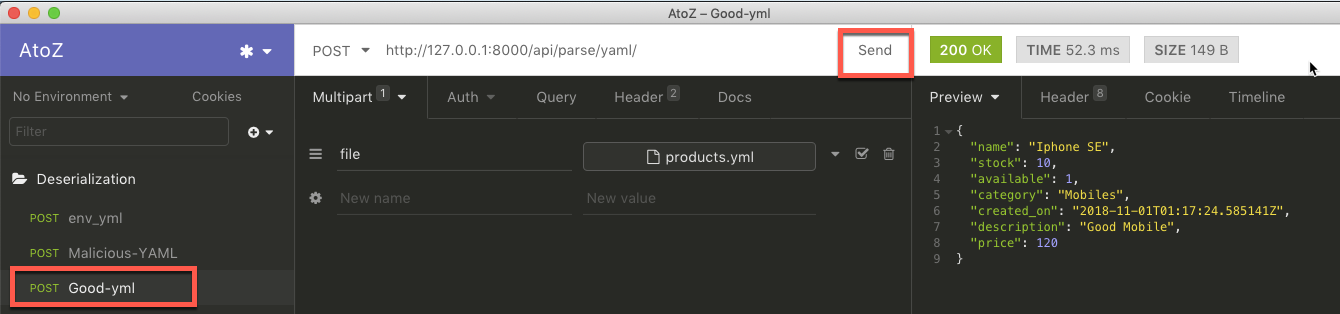 AtoZ – Good-yml
AtoZ
POST http://127.0.0.1:8000/api/parse/yaml/ Send 200 OK TIME 52.3 ms SIZE 149 B
No Environment Cookies
Multipart 1 Auth Query Header 2 Docs
Preview Header 8 Cookie Timeline
Filter
file products.yml
New name New value
Deserialization
POST env_yml
POST Malicious-YAML
POST Good-yml
1 {
2 "name": "Iphone SE",
3 "stock": 10,
4 "available": 1,
5 "category": "Mobiles",
6 "created_on": "2018-11-01T01:17:24.585141Z",
7 "description": "Good Mobile",
8 "price": 120
9 }